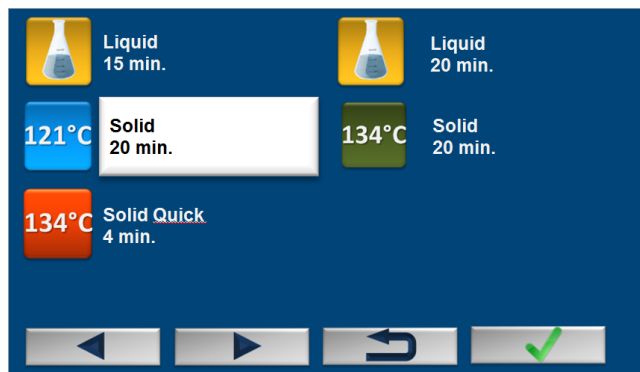 Liquid
15 min.
Liquid
20 min.
121°C
Solid
20 min.
134°C
Solid
20 min.
134°C
Solid Quick
4 min.